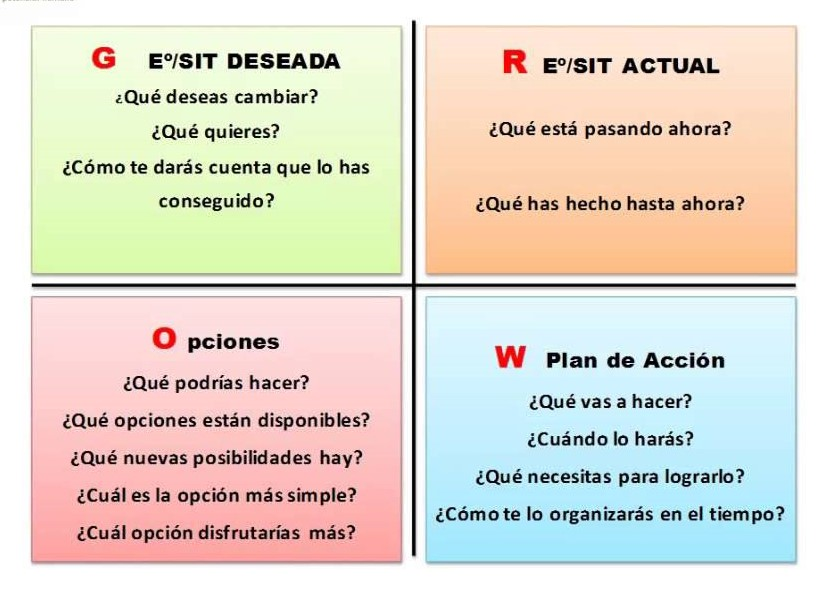 G Eº/SIT DESEADA
¿Qué deseas cambiar?
¿Qué quieres?
¿Cómo te darás cuenta que lo has
conseguido?
R Eº/SIT ACTUAL
¿Qué está pasando ahora?
¿Qué has hecho hasta ahora?
O pciones
¿Qué podrías hacer?
¿Qué opciones están disponibles?
¿Qué nuevas posibilidades hay?
¿Cuál es la opción más simple?
¿Cuál opción disfrutarías más?
W Plan de Acción
¿Qué vas a hacer?
¿Cuándo lo harás?
¿Qué necesitas para lograrlo?
¿Cómo te lo organizarás en el tiempo?